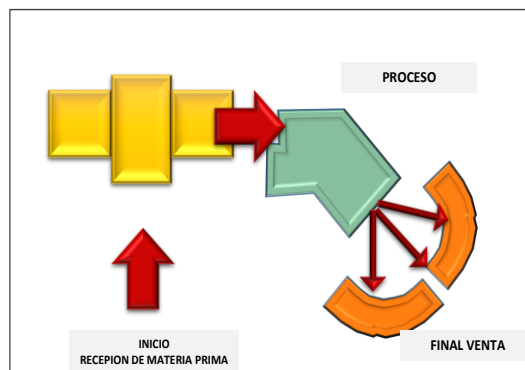 PROCESO
INICIO
RECEPION DE MATERIA PRIMA
FINAL VENTA